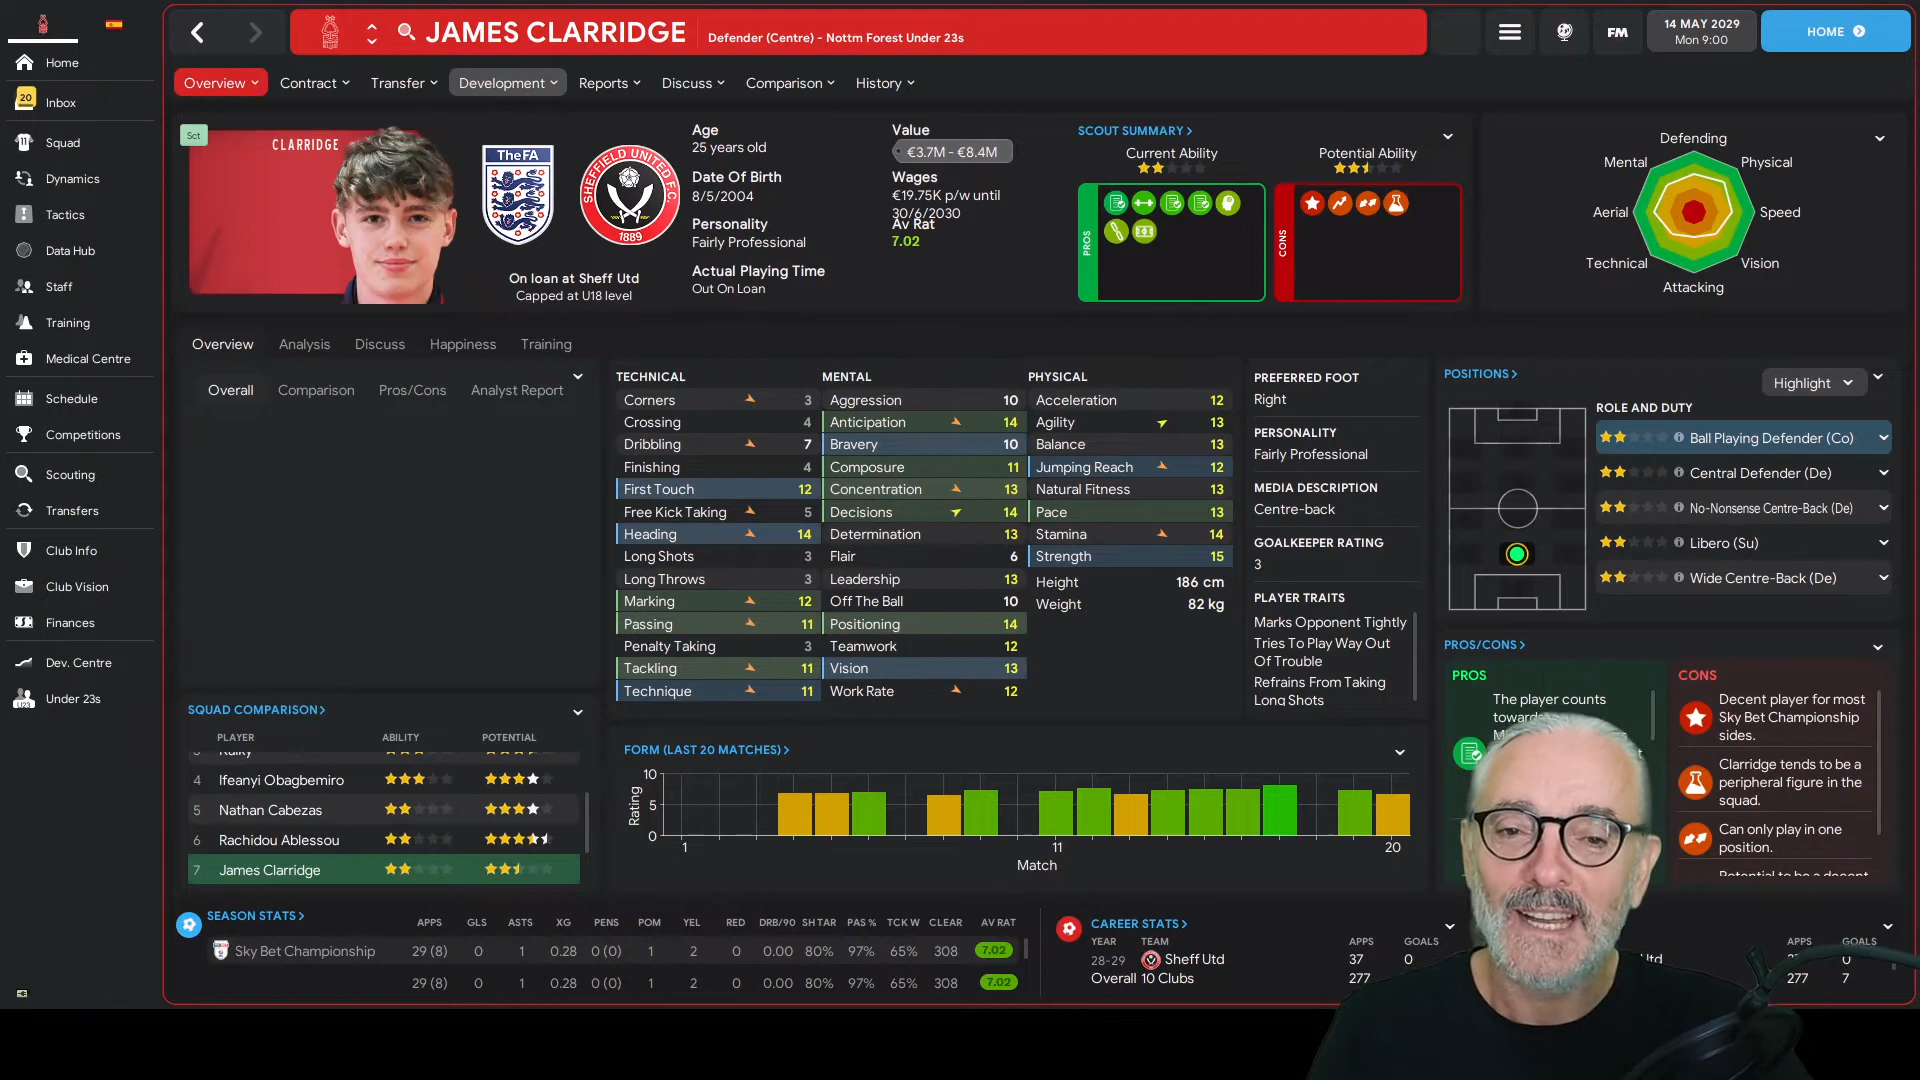 JAMES CLARRIDGE
Defender (Centre) - Nottm Forest Under 23s
FM
14 MAY 2029
Mon 9:00
HOME
Home
20
Inbox
Squad
Dynamics
Tactics
Data Hub
Staff
Training
Medical Centre
Schedule
Competitions
Scouting
Transfers
Club Info
Club Vision
Finances
Dev. Centre
Under 23s
Overview
Contract
Transfer
Development
Reports
Discuss
Comparison
History
Sct
CLARRIDGE
The FA
SHEFFIELD UNITED F.C.
1889
On loan at Sheff Utd
Capped at U18 level
Age
25 years old
Date Of Birth
8/5/2004
Personality
Fairly Professional
Actual Playing Time
Out On Loan
Value
€3.7M - €8.4M
Wages
€19.75K p/w until
30/6/2030
Av Rat
7.02
SCOUT SUMMARY >
Current Ability
Potential Ability
PROS
CONS
Defending
Physical
Speed
Vision
Attacking
Technical
Aerial
Mental
Overview
Analysis
Discuss
Happiness
Training
Overall
Comparison
Pros/Cons
Analyst Report
TECHNICAL
Corners 3
Crossing 4
Dribbling 7
Finishing 4
First Touch 12
Free Kick Taking 5
Heading 14
Long Shots 3
Long Throws 3
Marking 12
Passing 11
Penalty Taking 3
Tackling 11
Technique 11
MENTAL
Aggression 10
Anticipation 14
Bravery 10
Composure 11
Concentration 13
Decisions 14
Determination 13
Flair 6
Leadership 13
Off The Ball 10
Positioning 14
Teamwork 12
Vision 13
Work Rate 12
PHYSICAL
Acceleration 12
Agility 13
Balance 13
Jumping Reach 12
Natural Fitness 13
Pace 13
Stamina 14
Strength 15
Height 186 cm
Weight 82 kg
PREFERRED FOOT
Right
PERSONALITY
Fairly Professional
MEDIA DESCRIPTION
Centre-back
GOALKEEPER RATING
3
PLAYER TRAITS
Marks Opponent Tightly
Tries To Play Way Out
Of Trouble
Refrains From Taking
Long Shots
POSITIONS >
Highlight
ROLE AND DUTY
Ball Playing Defender (Co)
Central Defender (De)
No-Nonsense Centre-Back (De)
Libero (Su)
Wide Centre-Back (De)
PROS/CONS >
PROS
The player counts
CONS
Decent player for most
Sky Bet Championship
sides.
Clarridge tends to be a
peripheral figure in the
squad.
Can only play in one
position.
SQUAD COMPARISON >
PLAYER ABILITY POTENTIAL
4 Ifeanyi Obagbemiro
5 Nathan Cabezas
6 Rachidou Ablessou
7 James Clarridge
FORM (LAST 20 MATCHES) >
Rating
10
5
0
1
11
20
Match
SEASON STATS >
APPS GLS ASTS XG PENS POM YEL RED DRB/90 SH TAR PAS % TCK W CLEAR AV RAT
Sky Bet Championship 29 (8) 0 1 0.28 0 (0) 1 2 0 0.00 80% 97% 65% 308 7.02
29 (8) 0 1 0.28 0 (0) 1 2 0 0.00 80% 97% 65% 308 7.02
CAREER STATS >
YEAR TEAM APPS GOALS
28-29 Sheff Utd 37 0
Overall 10 Clubs 277
APPS GOALS
0
277 7